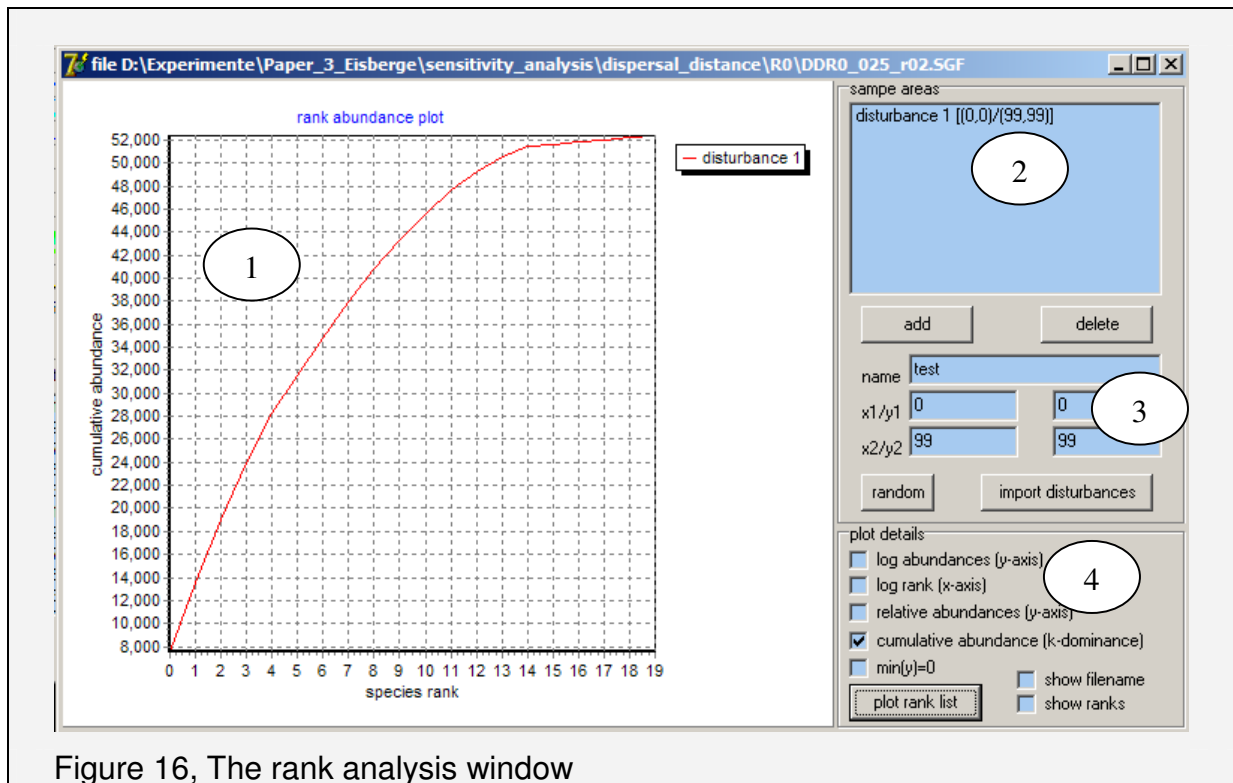 file D:\Experimente\Paper_3_Eisberge\sensitivity_analysis\dispersal_distance\R0\DDR0_025_r02.SGF
rank abundance plot
52,000
50,000
48,000
46,000
44,000
42,000
40,000
38,000
36,000
34,000
32,000
30,000
28,000
26,000
24,000
22,000
20,000
18,000
16,000
14,000
12,000
10,000
8,000
cumulative abundance
0 1 2 3 4 5 6 7 8 9 10 11 12 13 14 15 16 17 18 19
species rank
disturbance 1
1
sampe areas
disturbance 1 [(0,0)/(99,99)]
2
add delete
name test
x1/y1 0 0
x2/y2 99 99
3
random import disturbances
plot details
log abundances (y-axis)
log rank (x-axis)
relative abundances (y-axis)
cumulative abundance (k-dominance)
min(y)=0
show filename
plot rank list
show ranks
4
Figure 16, The rank analysis window